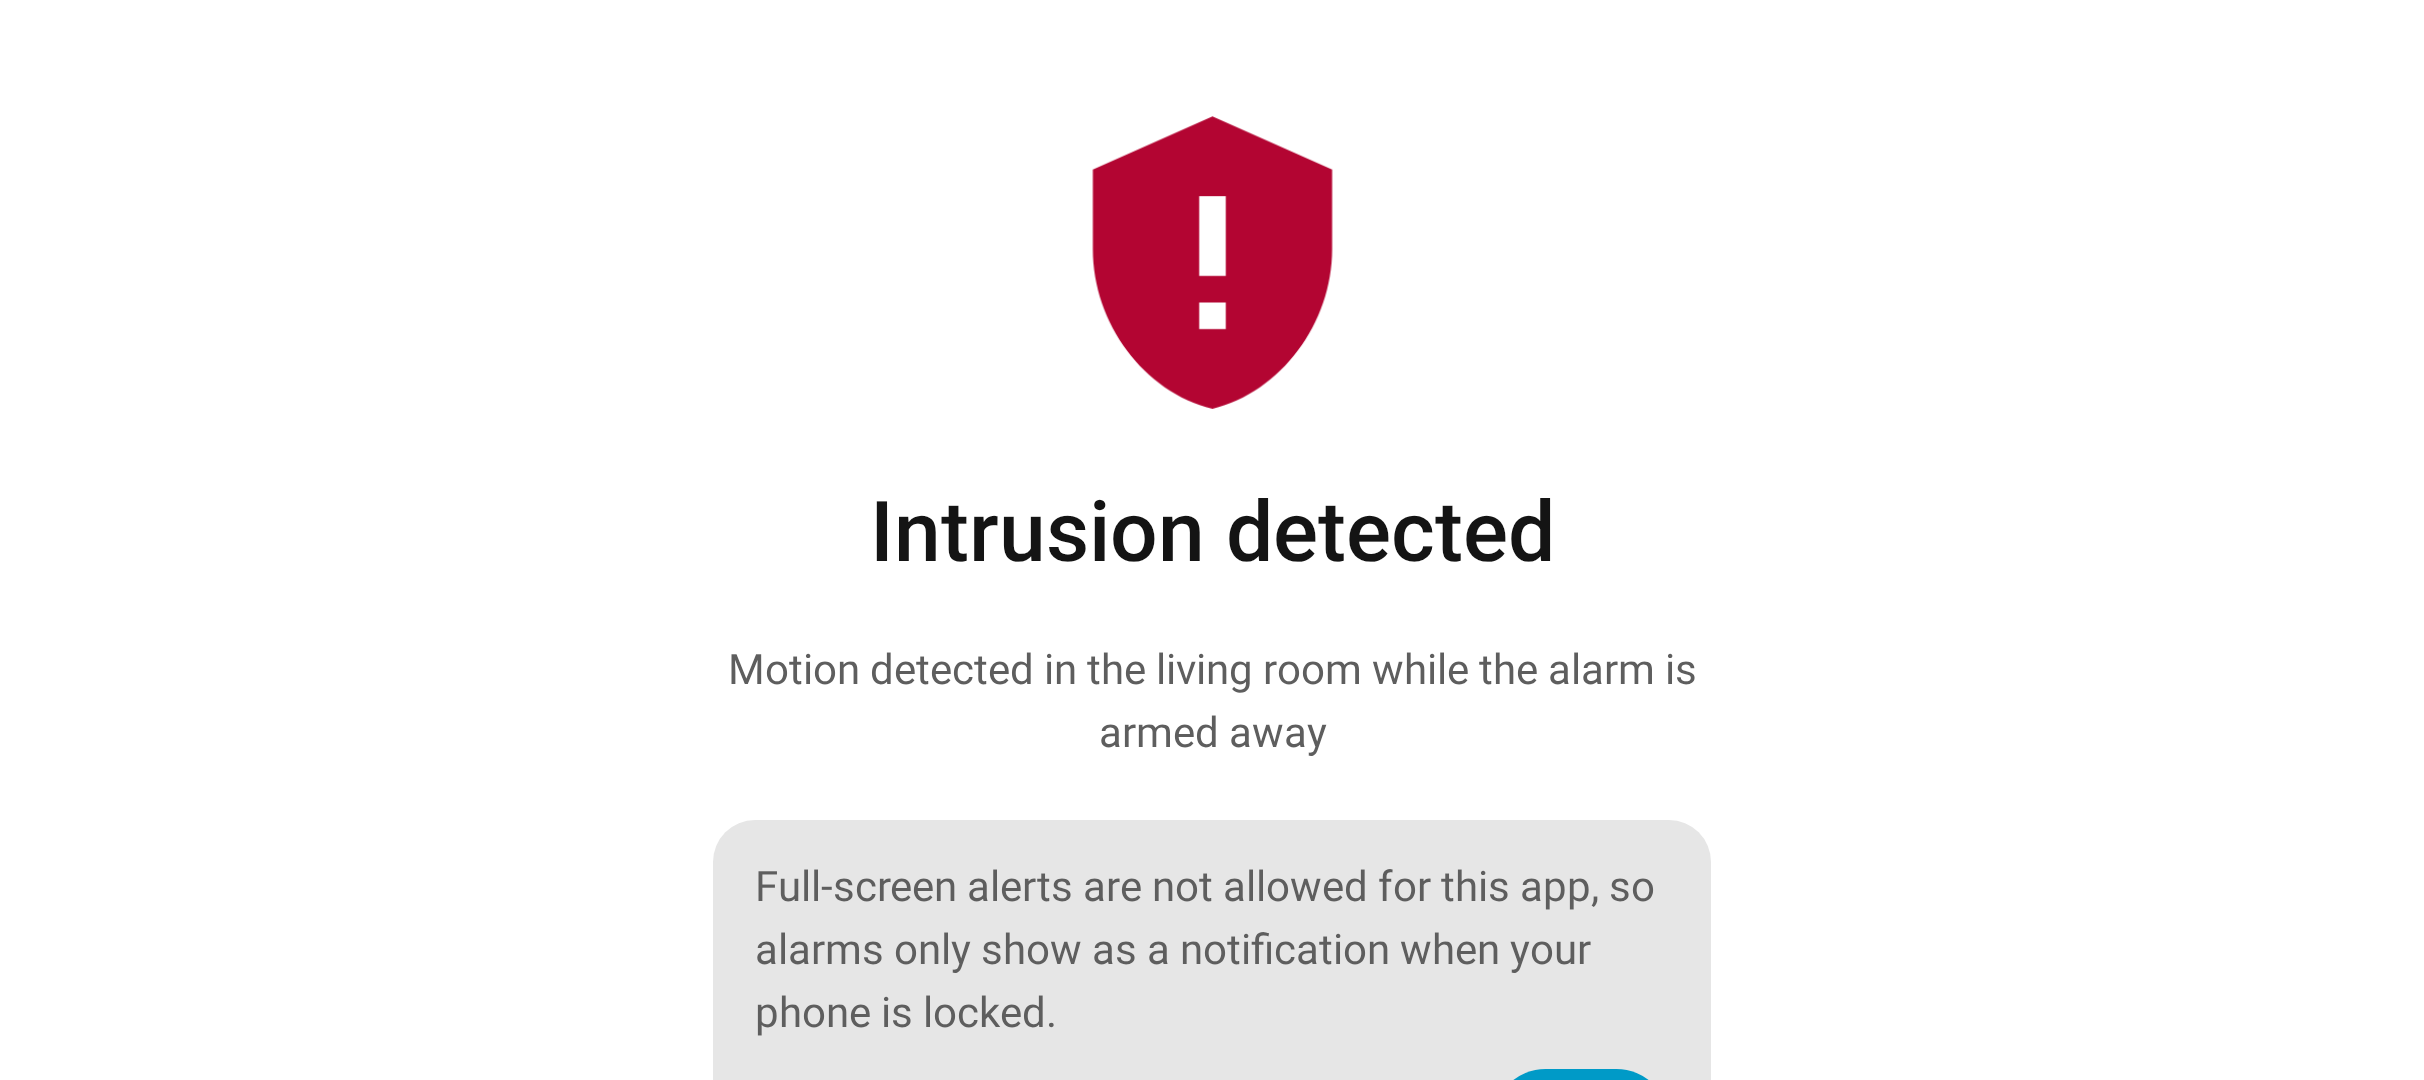 Intrusion detected
Motion detected in the living room while the alarm is
armed away
Full-screen alerts are not allowed for this app, so
alarms only show as a notification when your
phone is locked.